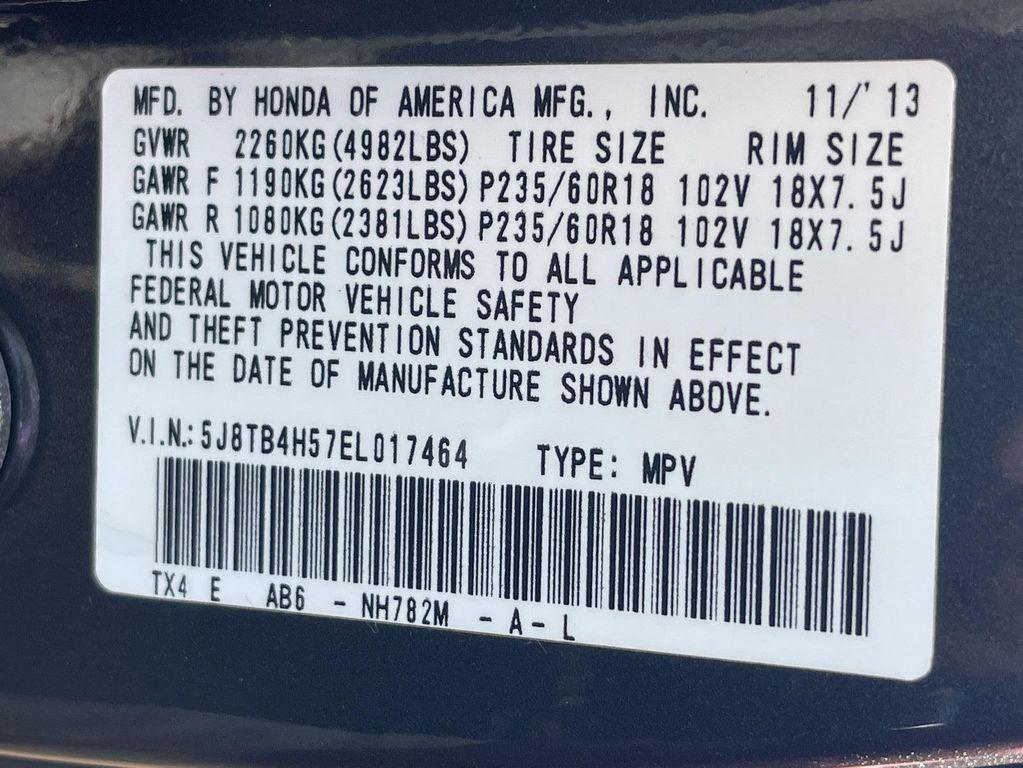 MFD. BY HONDA OF AMERICA MFG., INC. 11/'13
GVWR 2260KG(4982LBS) TIRE SIZE RIM SIZE
GAWR F 1190KG(2623LBS) P235/60R18 102V 18X7.5J
GAWR R 1080KG(2381LBS) P235/60R18 102V 18X7.5J
THIS VEHICLE CONFORMS TO ALL APPLICABLE
FEDERAL MOTOR VEHICLE SAFETY
AND THEFT PREVENTION STANDARDS IN EFFECT
ON THE DATE OF MANUFACTURE SHOWN ABOVE.
V.I.N.: 5J8TB4H57EL017464 TYPE: MPV
TX4 E AB6 - NH782M - A - L